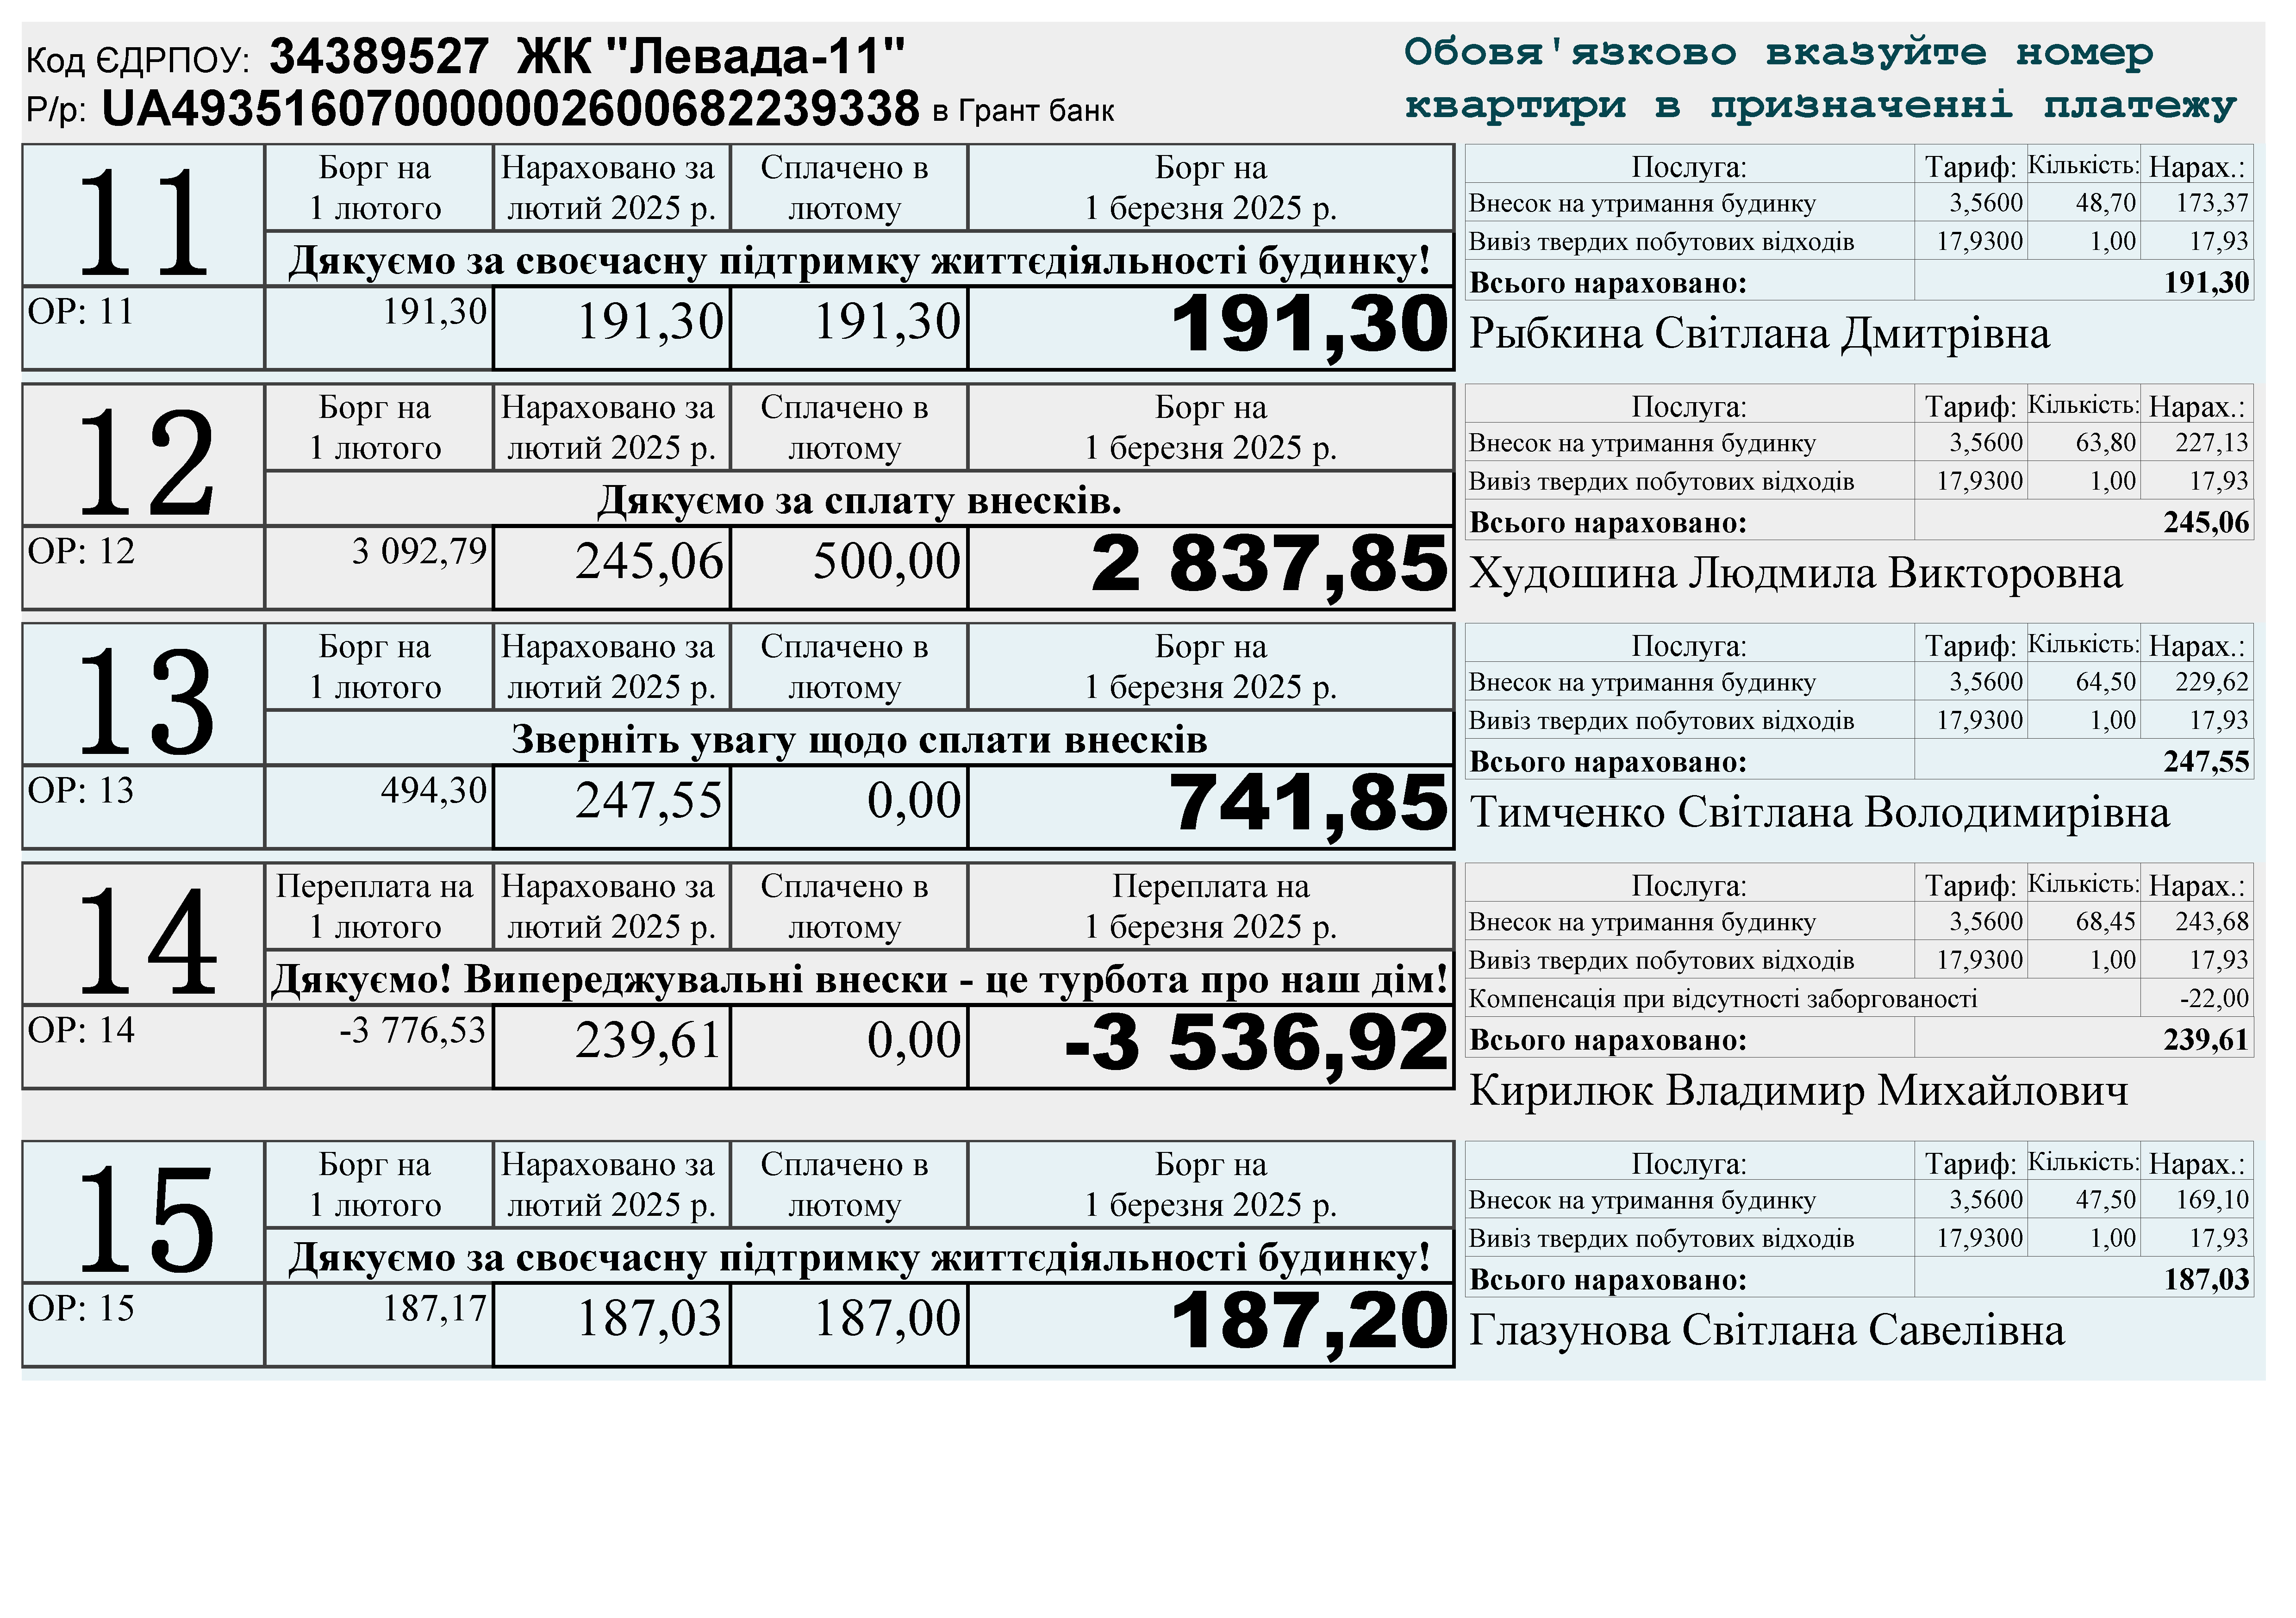 Код ЄДРПОУ: 34389527 ЖК "Левада-11"
Р/р: UA493516070000002600682239338 в Грант банк
Обовя'язково вказуйте номер
квартири в призначенні платежу
11
Борг на 1 лютого Нараховано за лютий 2025 р. Сплачено в лютому Борг на 1 березня 2025 р.
Дякуємо за своєчасну підтримку життєдіяльності будинку!
ОР: 11 191,30 191,30 191,30 191,30
Послуга: Тариф: Кількість: Нарах.:
Внесок на утримання будинку 3,5600 48,70 173,37
Вивіз твердих побутових відходів 17,9300 1,00 17,93
Всього нараховано: 191,30
Рыбкина Світлана Дмитрівна
12
Борг на 1 лютого Нараховано за лютий 2025 р. Сплачено в лютому Борг на 1 березня 2025 р.
Дякуємо за сплату внесків.
ОР: 12 3 092,79 245,06 500,00 2 837,85
Послуга: Тариф: Кількість: Нарах.:
Внесок на утримання будинку 3,5600 63,80 227,13
Вивіз твердих побутових відходів 17,9300 1,00 17,93
Всього нараховано: 245,06
Худошина Людмила Викторовна
13
Борг на 1 лютого Нараховано за лютий 2025 р. Сплачено в лютому Борг на 1 березня 2025 р.
Зверніть увагу щодо сплати внесків
ОР: 13 494,30 247,55 0,00 741,85
Послуга: Тариф: Кількість: Нарах.:
Внесок на утримання будинку 3,5600 64,50 229,62
Вивіз твердих побутових відходів 17,9300 1,00 17,93
Всього нараховано: 247,55
Тимченко Світлана Володимирівна
14
Переплата на 1 лютого Нараховано за лютий 2025 р. Сплачено в лютому Переплата на 1 березня 2025 р.
Дякуємо! Випереджувальні внески - це турбота про наш дім!
ОР: 14 -3 776,53 239,61 0,00 -3 536,92
Послуга: Тариф: Кількість: Нарах.:
Внесок на утримання будинку 3,5600 68,45 243,68
Вивіз твердих побутових відходів 17,9300 1,00 17,93
Компенсація при відсутності заборгованості -22,00
Всього нараховано: 239,61
Кирилюк Владимир Михайлович
15
Борг на 1 лютого Нараховано за лютий 2025 р. Сплачено в лютому Борг на 1 березня 2025 р.
Дякуємо за своєчасну підтримку життєдіяльності будинку!
ОР: 15 187,17 187,03 187,00 187,20
Послуга: Тариф: Кількість: Нарах.:
Внесок на утримання будинку 3,5600 47,50 169,10
Вивіз твердих побутових відходів 17,9300 1,00 17,93
Всього нараховано: 187,03
Глазунова Світлана Савелівна